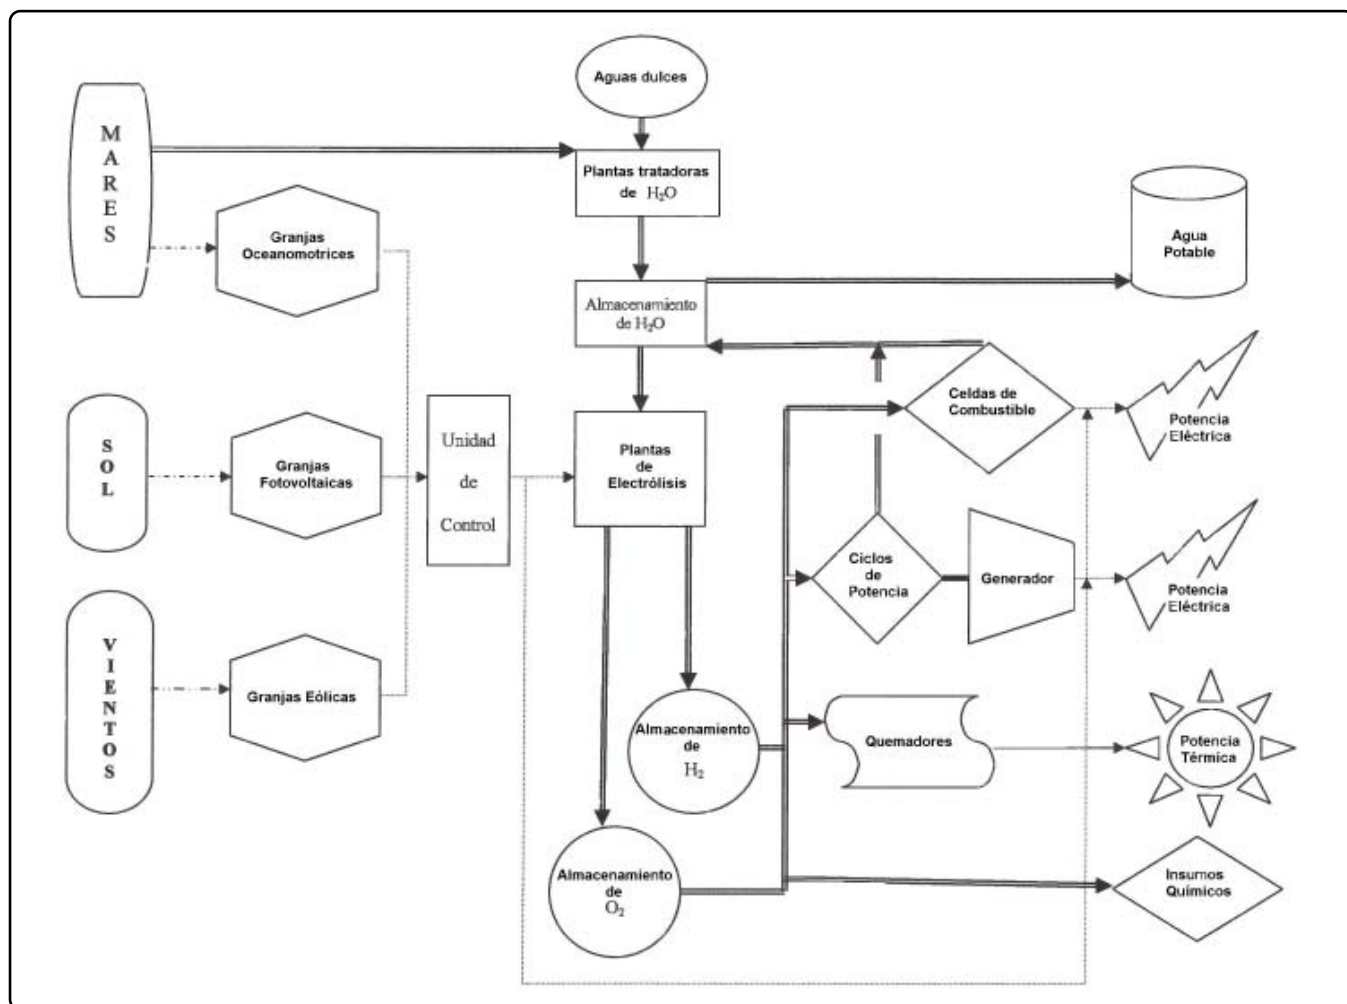 Aguas dulces
M
A
R
E
S
Plantas tratadoras
de H₂O
Granjas
Oceanomotrices
Agua
Potable
Almacenamiento
de H₂O
Celdas de
Combustible
Potencia
Eléctrica
S
O
L
Granjas
Fotovoltaicas
Unidad
de
Control
Plantas
de
Electrólisis
Ciclos
de
Potencia
Generador
Potencia
Eléctrica
V
I
E
N
T
O
S
Granjas Eólicas
Almacenamiento
de
H₂
Quemadores
Potencia
Térmica
Almacenamiento
de
O₂
Insumos
Químicos